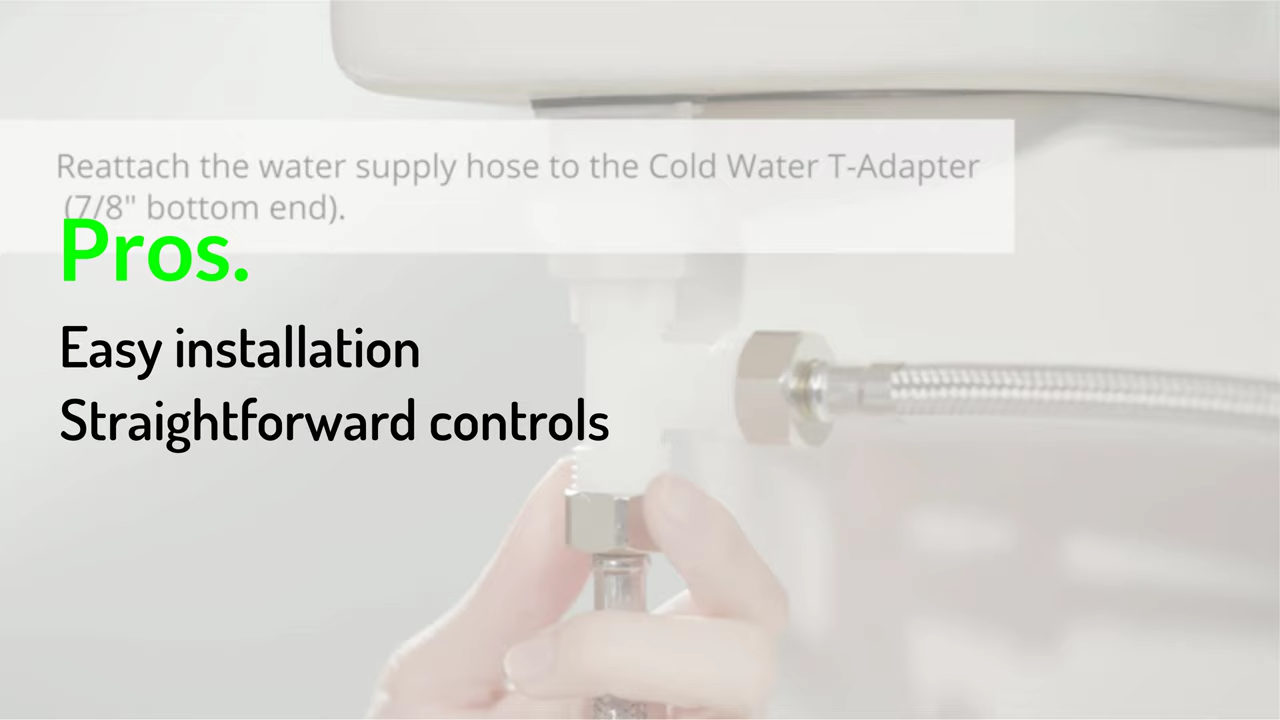 Reattach the water supply hose to the Cold Water T-Adapter
(7/8" bottom end).
Pros.
Easy installation
Straightforward controls